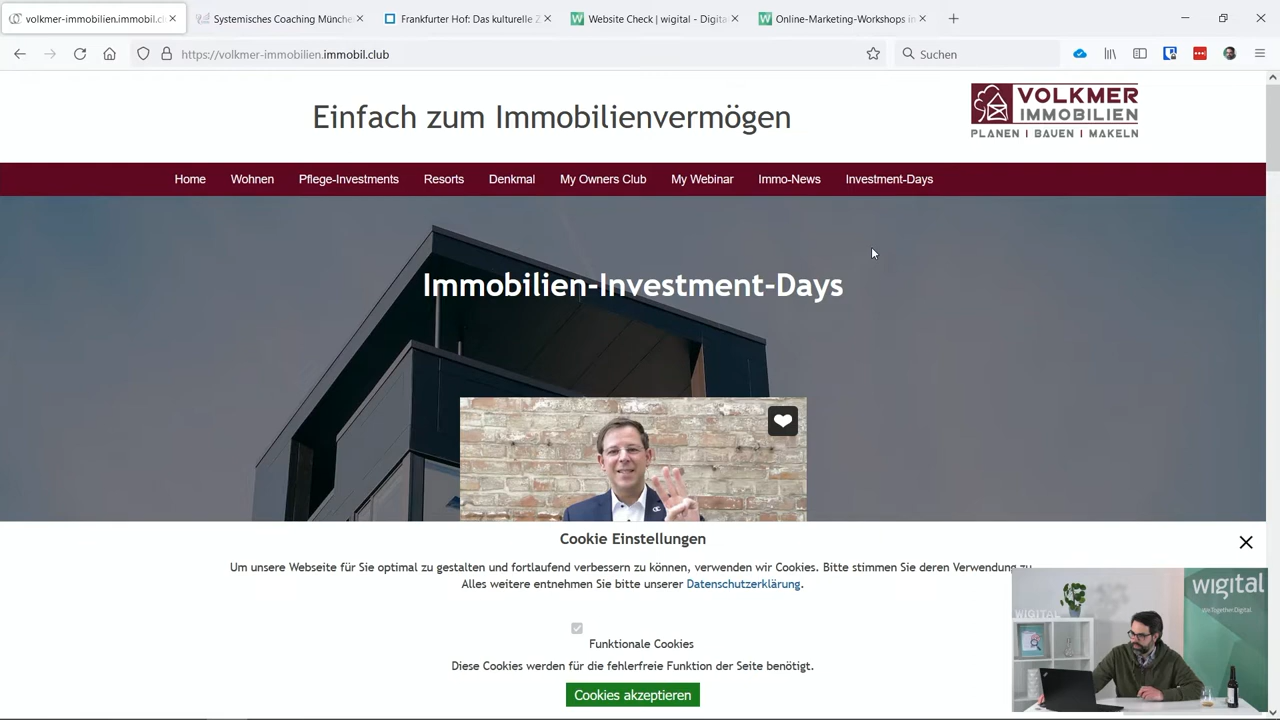 volkmer-immobilien.immobil.cl
Systemisches Coaching Münche
Frankfurter Hof: Das kulturelle Z
Website Check | wigital - Digita
Online-Marketing-Workshops in
https://volkmer-immobilien.immobil.club
Suchen
Einfach zum Immobilienvermögen
VOLKMER
IMMOBILIEN
PLANEN I BAUEN I MAKELN
Home
Wohnen
Pflege-Investments
Resorts
Denkmal
My Owners Club
My Webinar
Immo-News
Investment-Days
Immobilien-Investment-Days
Cookie Einstellungen
Um unsere Webseite für Sie optimal zu gestalten und fortlaufend verbessern zu können, verwenden wir Cookies. Bitte stimmen Sie deren Verwendung zu.
Alles weitere entnehmen Sie bitte unserer Datenschutzerklärung.
Funktionale Cookies
Diese Cookies werden für die fehlerfreie Funktion der Seite benötigt.
Cookies akzeptieren
wigital
WeTogether.Digital.
WIGITAL